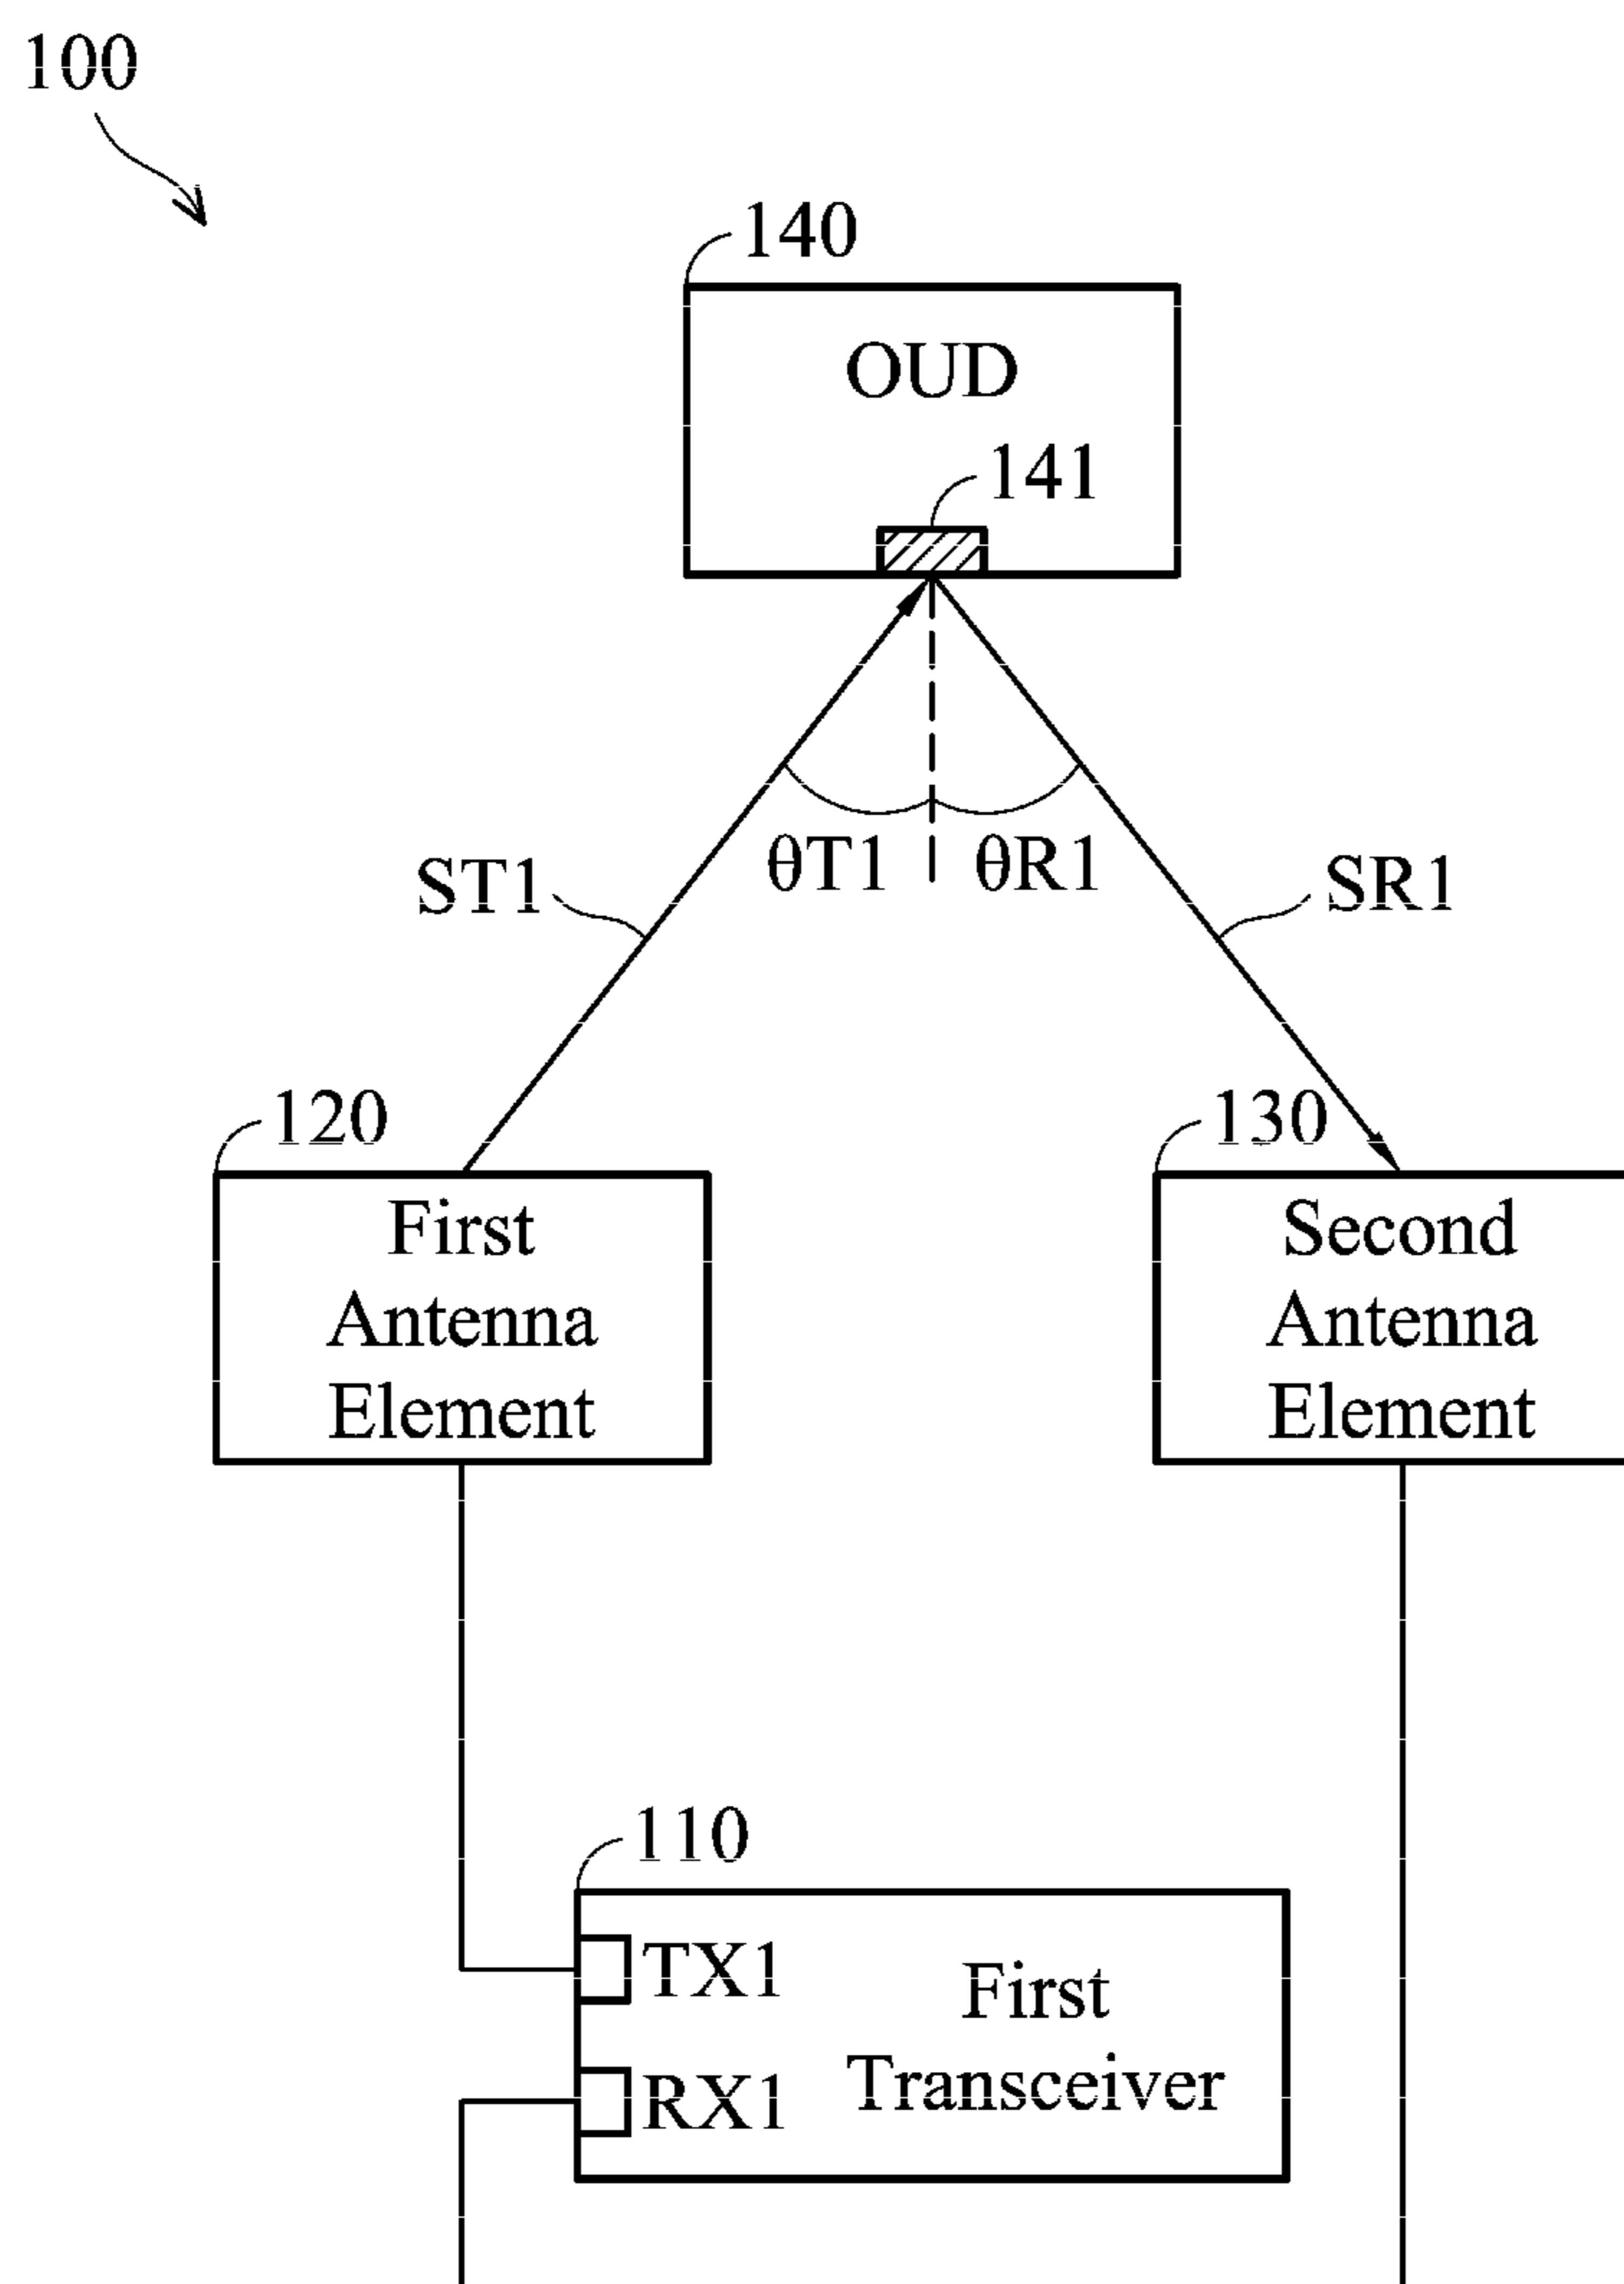 100
140
OUD
141
θT1
θR1
ST1
SR1
120
130
First
Antenna
Element
Second
Antenna
Element
110
TX1
RX1
First
Transceiver